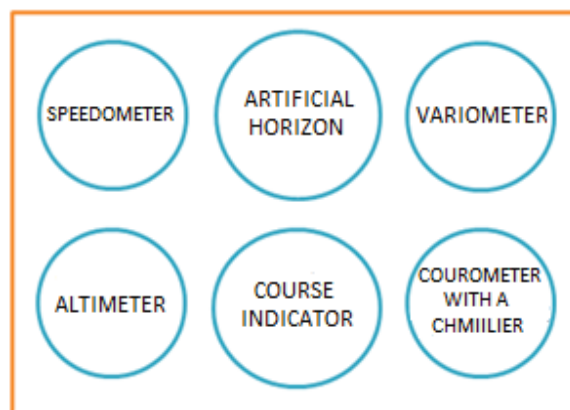 SPEEDOMETER
ARTIFICIAL
HORIZON
VARIOMETER
ALTIMETER
COURSE
INDICATOR
COUROMETER
WITH A
CHMIILIER